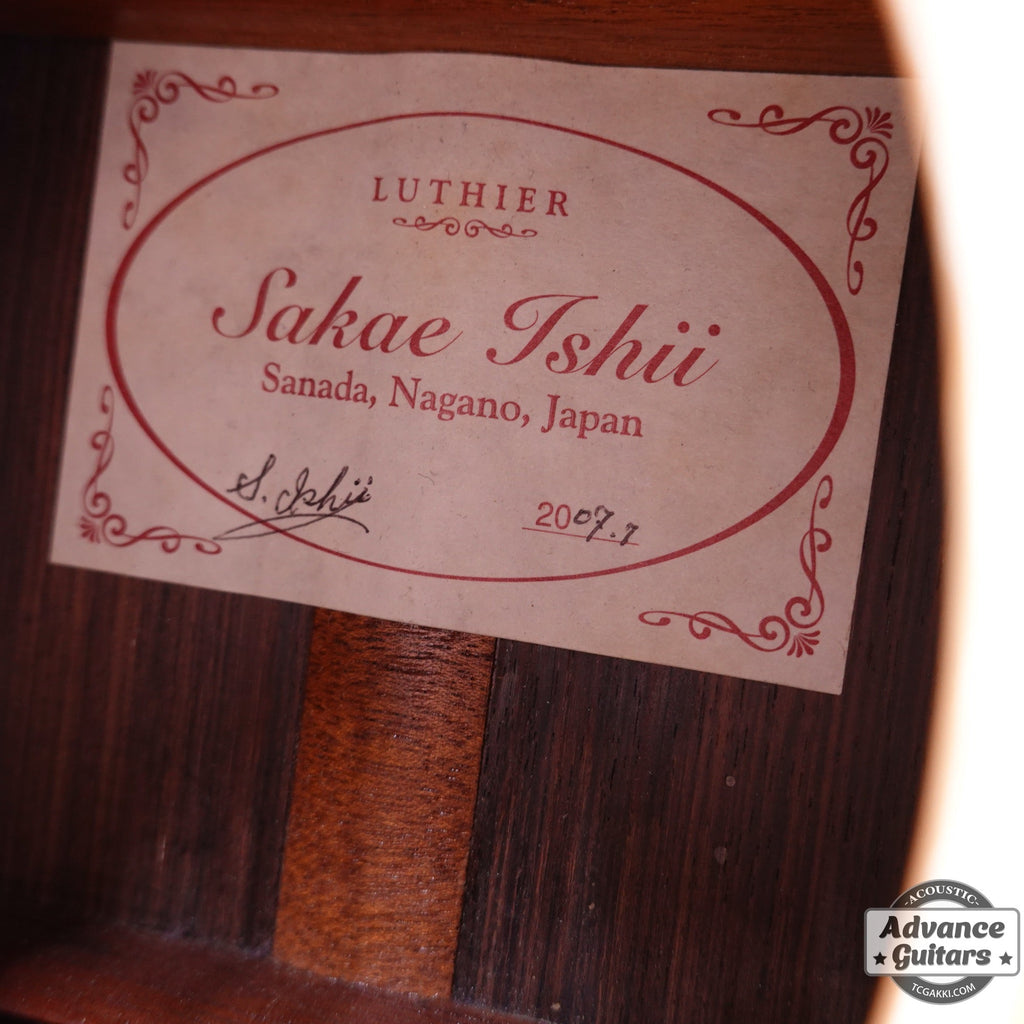 LUTHIER
Sakae Ishii
Sanada, Nagano, Japan
S. Ishii
2007.7
ACOUSTIC
Advance
Guitars
TCGAKKI.COM